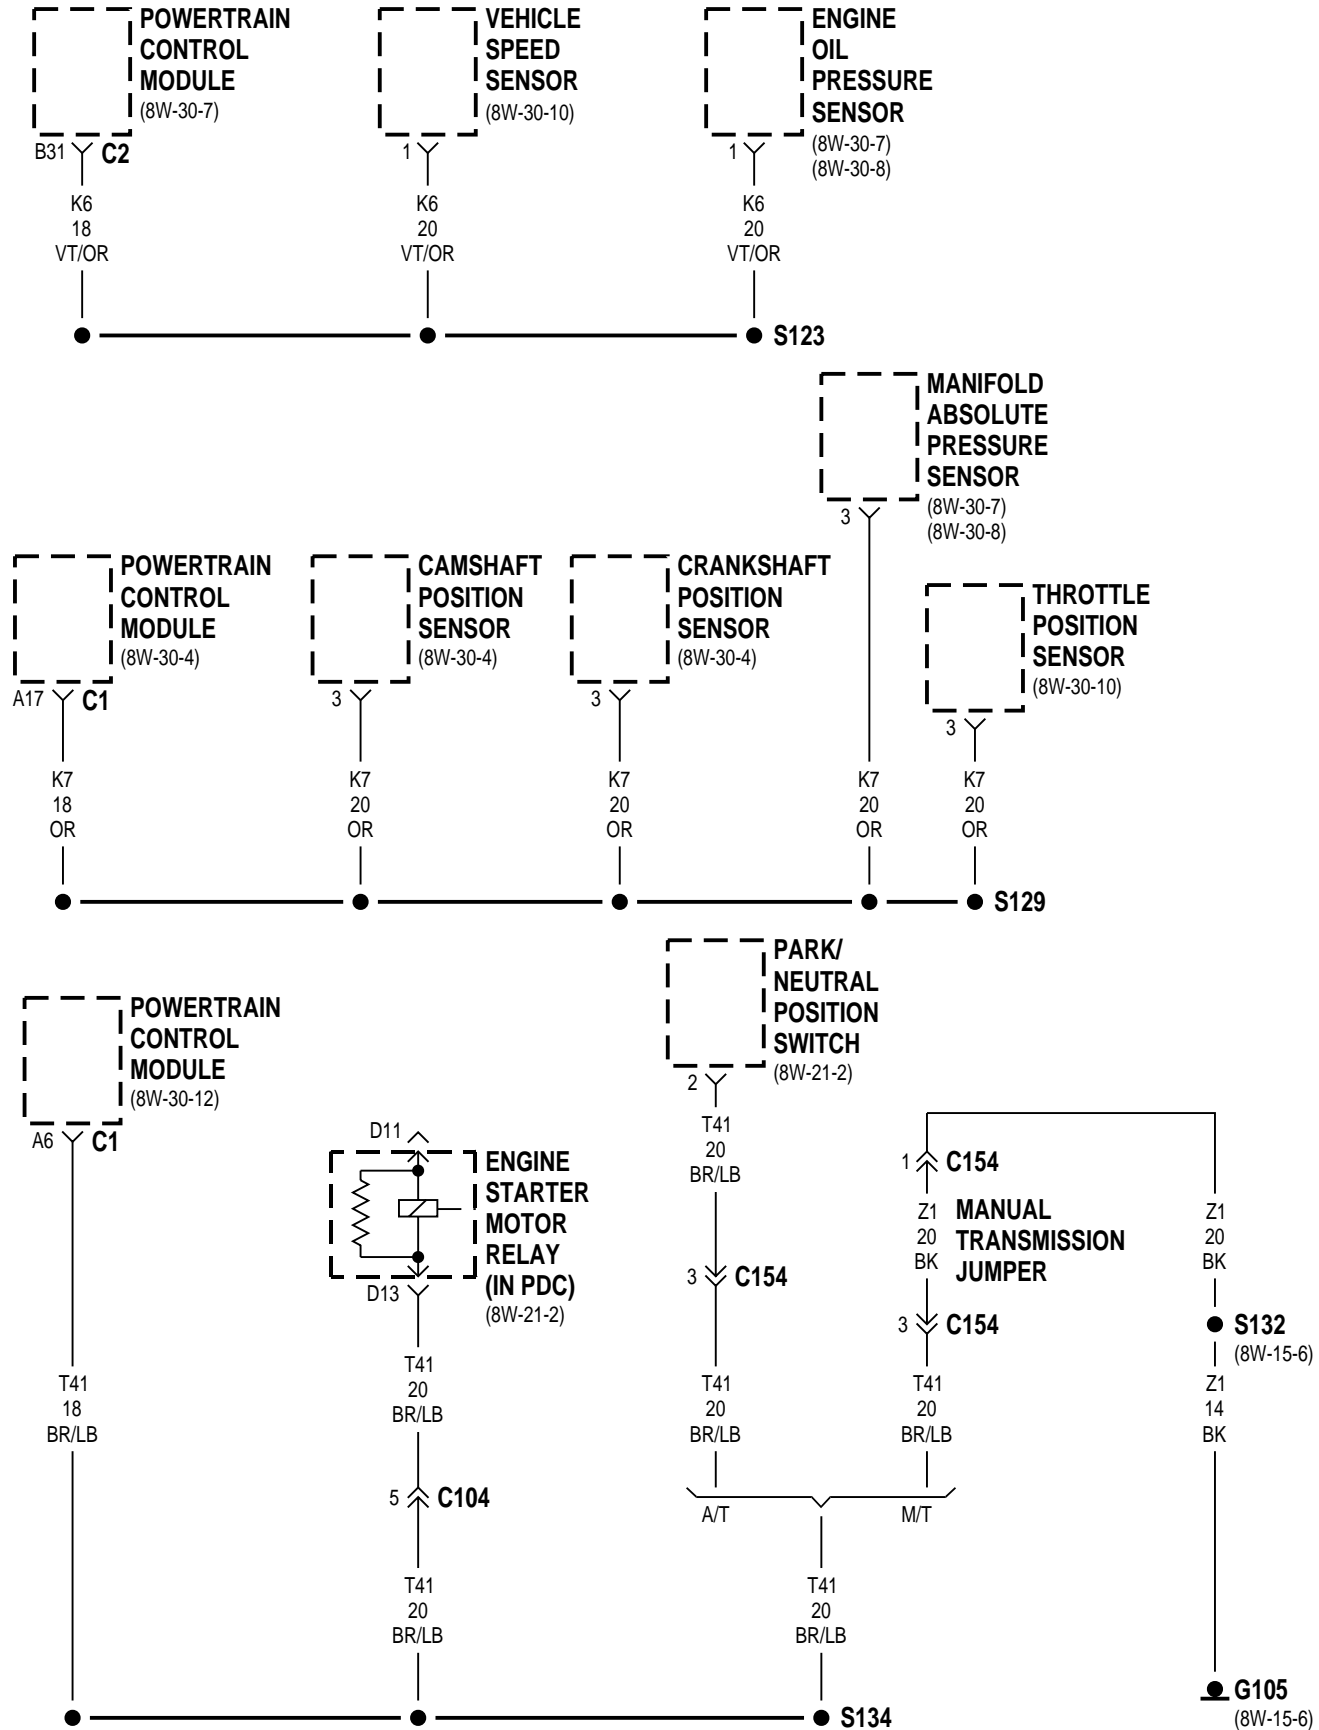 POWERTRAIN
CONTROL
MODULE
(8W-30-7)
B31
C2
K6
18
VT/OR
VEHICLE
SPEED
SENSOR
(8W-30-10)
1
K6
20
VT/OR
ENGINE
OIL
PRESSURE
SENSOR
(8W-30-7)
(8W-30-8)
1
K6
20
VT/OR
S123
MANIFOLD
ABSOLUTE
PRESSURE
SENSOR
(8W-30-7)
(8W-30-8)
3
K7
20
OR
POWERTRAIN
CONTROL
MODULE
(8W-30-4)
A17
C1
K7
18
OR
CAMSHAFT
POSITION
SENSOR
(8W-30-4)
3
K7
20
OR
CRANKSHAFT
POSITION
SENSOR
(8W-30-4)
3
K7
20
OR
THROTTLE
POSITION
SENSOR
(8W-30-10)
3
K7
20
OR
S129
POWERTRAIN
CONTROL
MODULE
(8W-30-12)
A6
C1
T41
18
BR/LB
D11
ENGINE
STARTER
MOTOR
RELAY
(IN PDC)
(8W-21-2)
D13
T41
20
BR/LB
5
C104
T41
20
BR/LB
PARK/
NEUTRAL
POSITION
SWITCH
(8W-21-2)
2
T41
20
BR/LB
3
C154
T41
20
BR/LB
A/T
1
C154
Z1
20
BK
MANUAL
TRANSMISSION
JUMPER
3
C154
T41
20
BR/LB
M/T
T41
20
BR/LB
S134
Z1
20
BK
S132
(8W-15-6)
Z1
14
BK
G105
(8W-15-6)